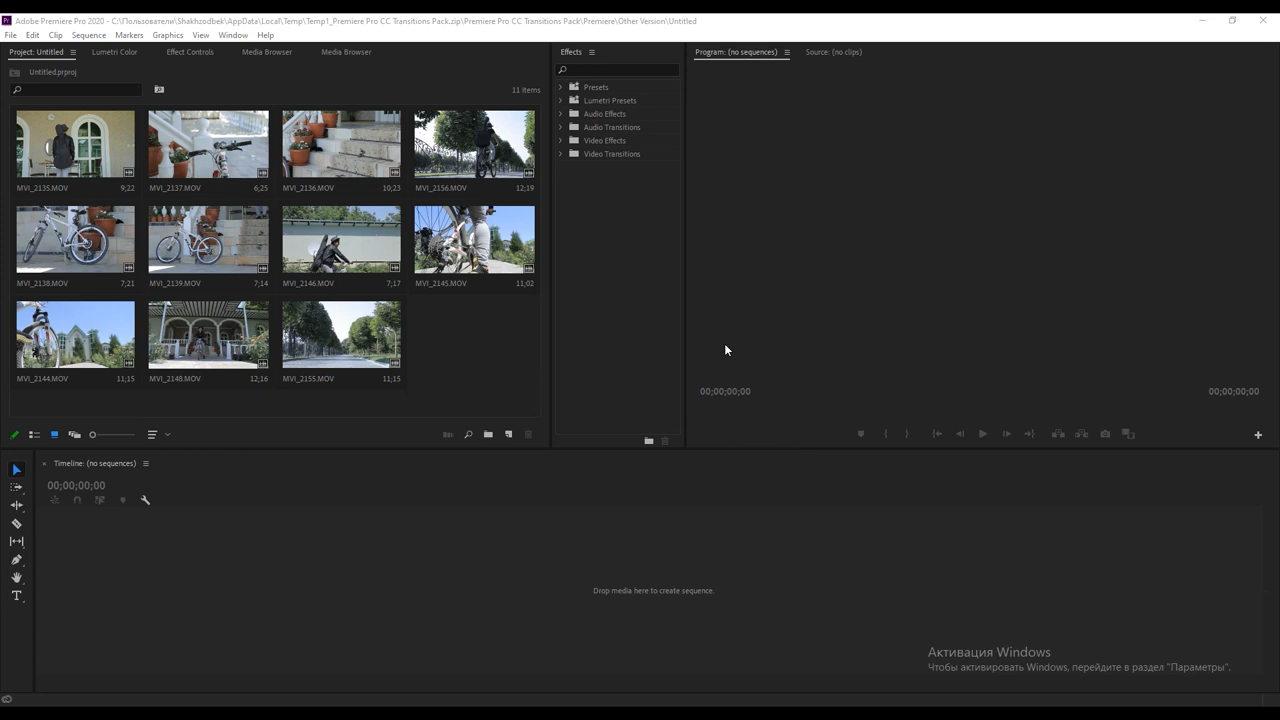 Adobe Premiere Pro 2020 - C:\Пользователи\Shakhzodbek\AppData\Local\Temp\Temp1_Premiere Pro CC Transitions Pack.zip\Premiere Pro CC Transitions Pack\Premiere\Other Version\Untitled
File Edit Clip Sequence Markers Graphics View Window Help
Project: Untitled Lumetri Color Effect Controls Media Browser Media Browser
Untitled.prproj
11 Items
MVI_2135.MOV 9;22 MVI_2137.MOV 6;25 MVI_2136.MOV 10;23 MVI_2156.MOV 12;19
MVI_2138.MOV 7;21 MVI_2139.MOV 7;14 MVI_2146.MOV 7;17 MVI_2145.MOV 11;02
MVI_2144.MOV 11;15 MVI_2148.MOV 12;16 MVI_2155.MOV 11;15
Effects
Presets
Lumetri Presets
Audio Effects
Audio Transitions
Video Effects
Video Transitions
Program: (no sequences) Source: (no clips)
00;00;00;00 00;00;00;00
Timeline: (no sequences)
00;00;00;00
Drop media here to create sequence.
Активация Windows
Чтобы активировать Windows, перейдите в раздел "Параметры".